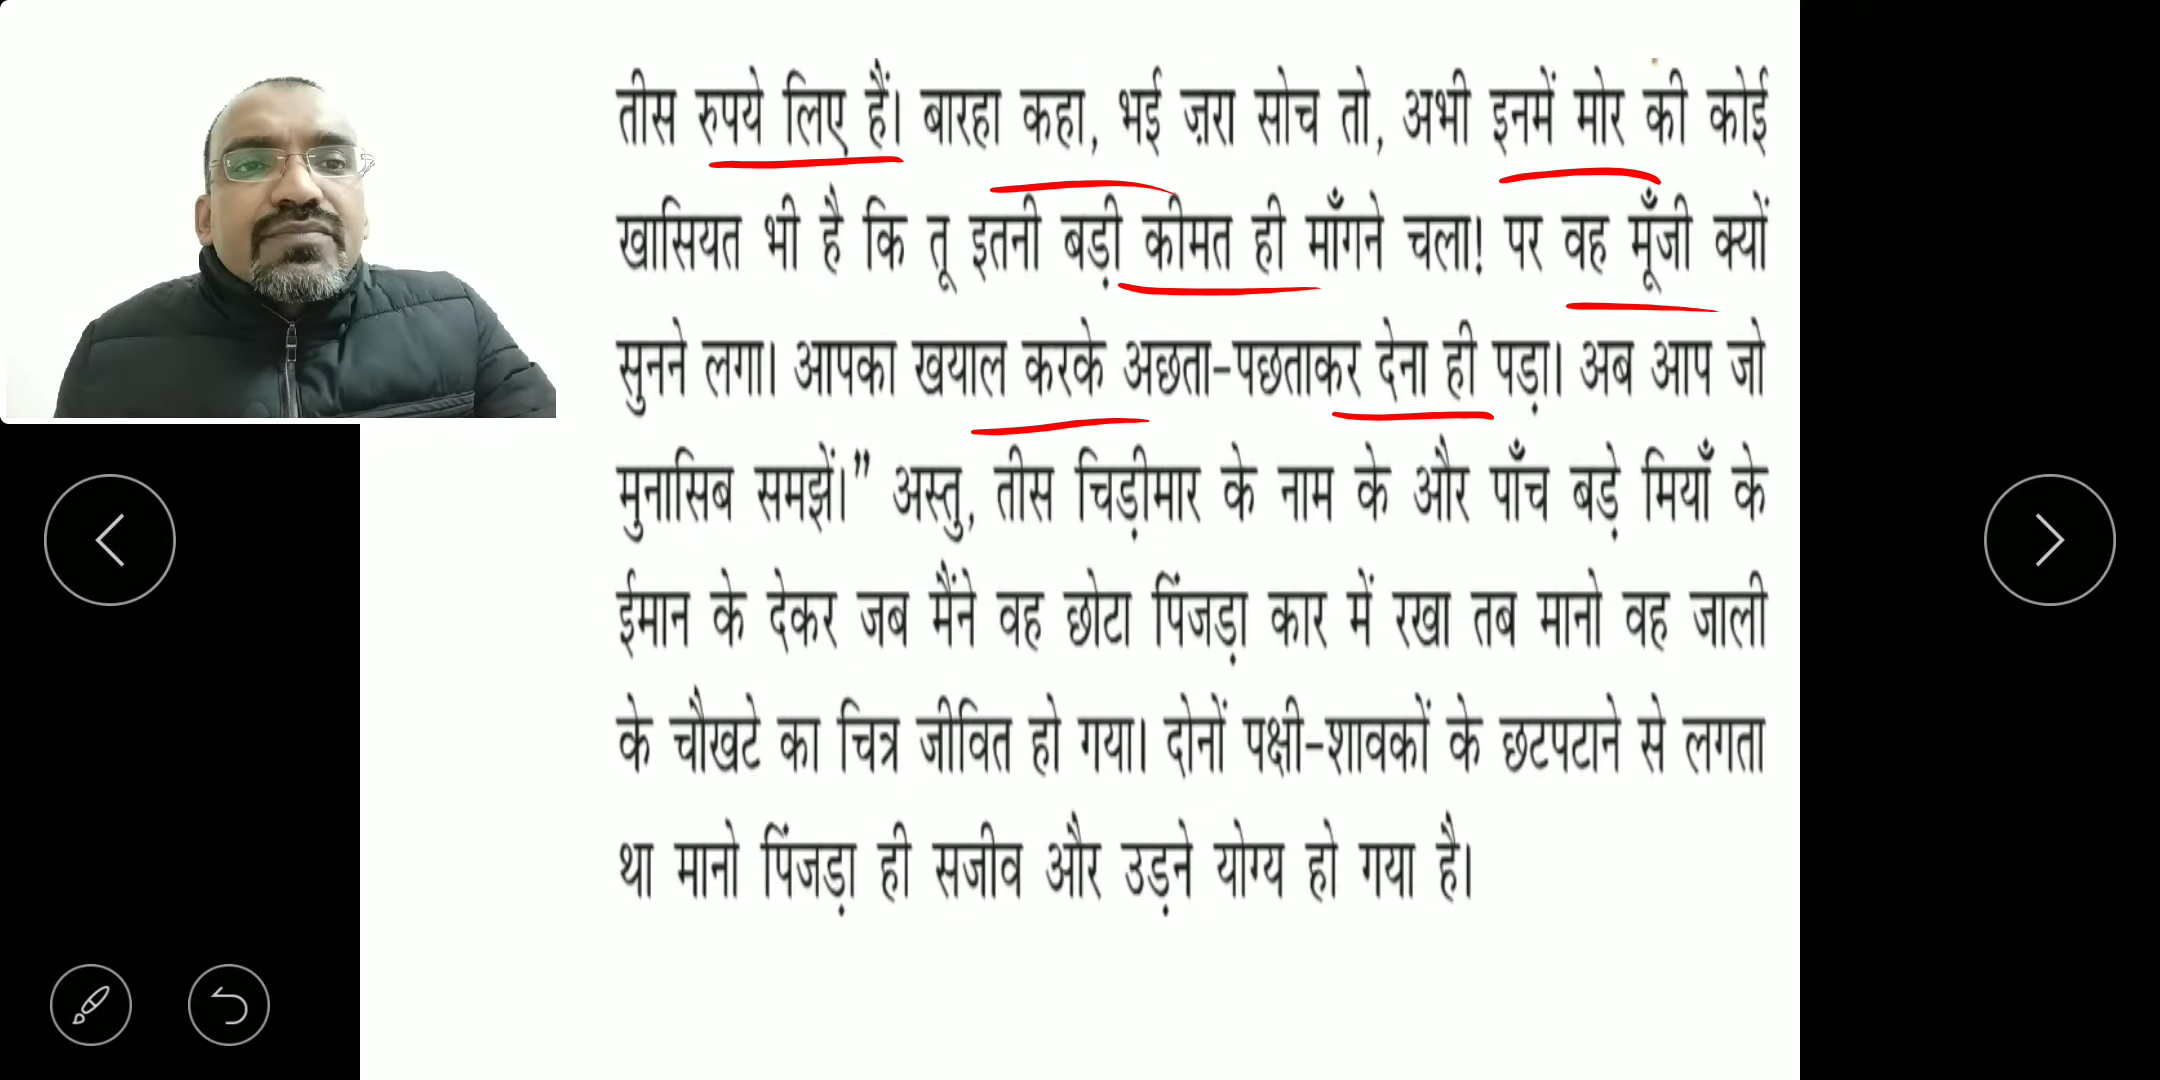 तीस रुपये लिए हैं। बारहा कहा, भई ज़रा सोच तो, अभी इनमें मोर की कोई
खासियत भी है कि तू इतनी बड़ी कीमत ही माँगने चला! पर वह मूँजी क्यों
सुनने लगा। आपका खयाल करके अछता-पछताकर देना ही पड़ा। अब आप जो
मुनासिब समझें।” अस्तु, तीस चिड़ीमार के नाम के और पाँच बड़े मियाँ के
ईमान के देकर जब मैंने वह छोटा पिंजड़ा कार में रखा तब मानो वह जाली
के चौखटे का चित्र जीवित हो गया। दोनों पक्षी-शावकों के छटपटाने से लगता
था मानो पिंजड़ा ही सजीव और उड़ने योग्य हो गया है।